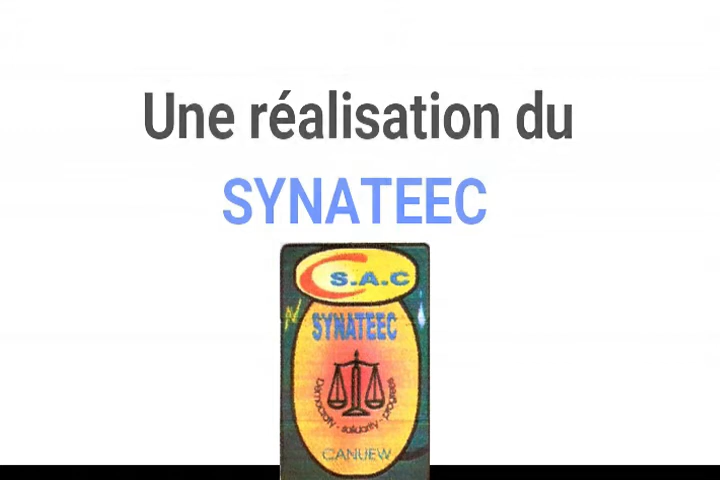 Une réalisation du
SYNATEEC
C S.A.C
SYNATEEC
Democracy - solidarity - progress
CANUEW